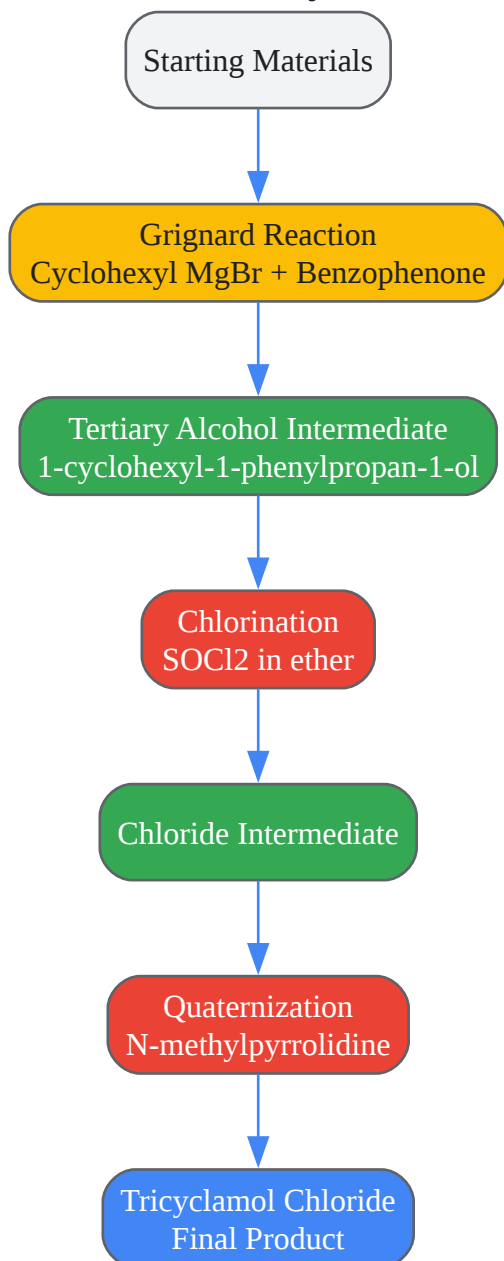 Starting Materials
Grignard Reaction
Cyclohexyl MgBr + Benzophenone
Tertiary Alcohol Intermediate
1-cyclohexyl-1-phenylpropan-1-ol
Chlorination
SOCl2 in ether
Chloride Intermediate
Quaternization
N-methylpyrrolidine
Tricyclamol Chloride
Final Product